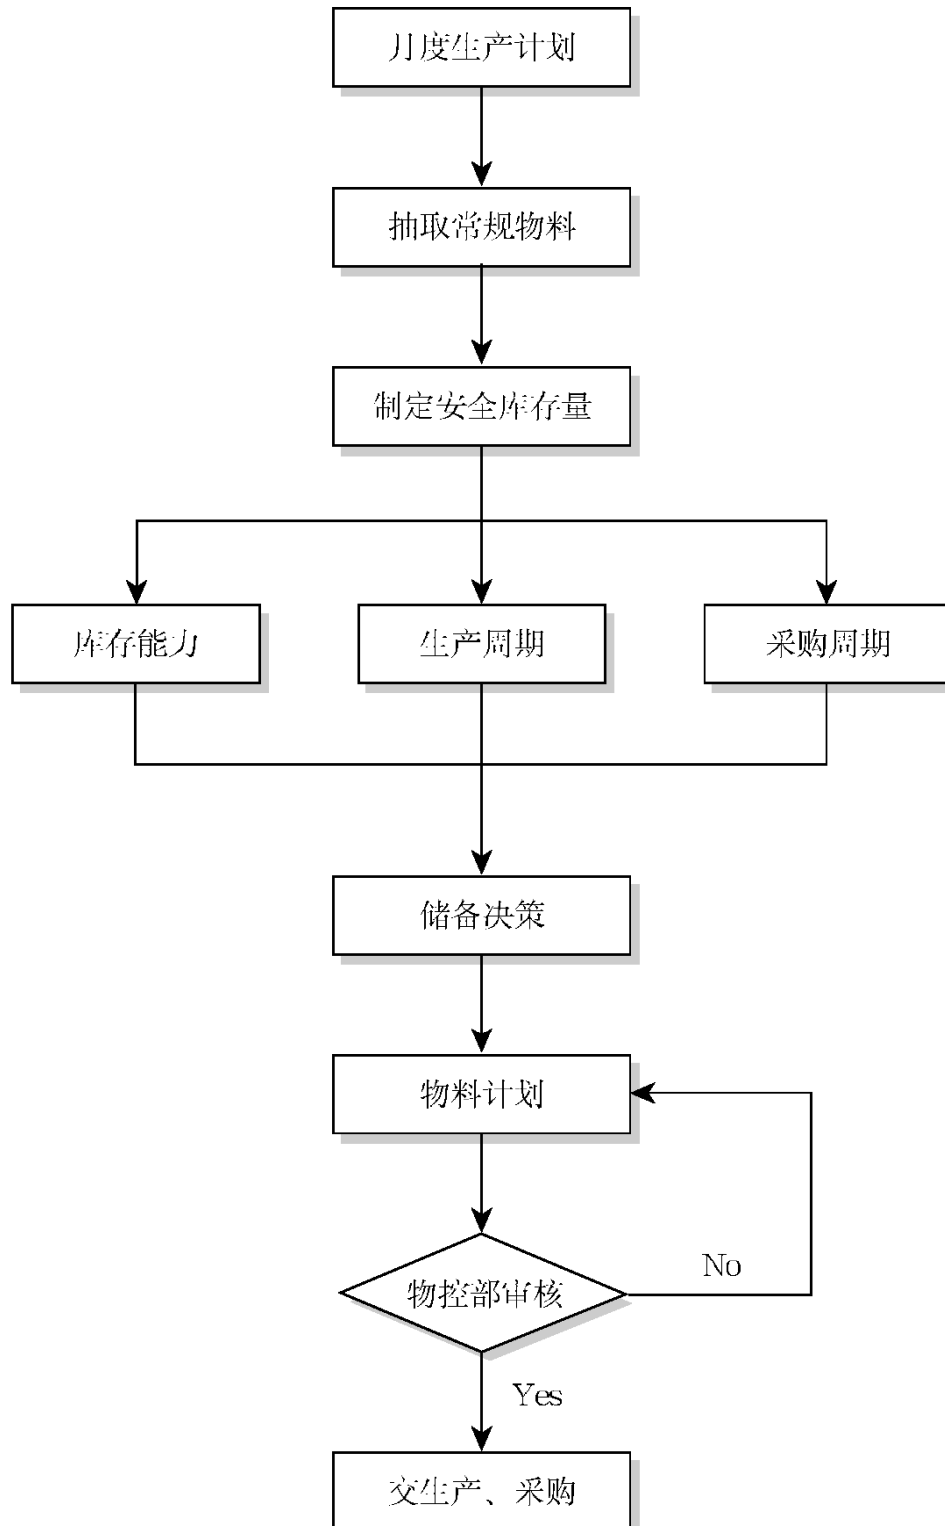 月度生产计划
抽取常规物料
制定安全库存量
库存能力
生产周期
采购周期
储备决策
物料计划
物控部审核
No
Yes
交生产、采购